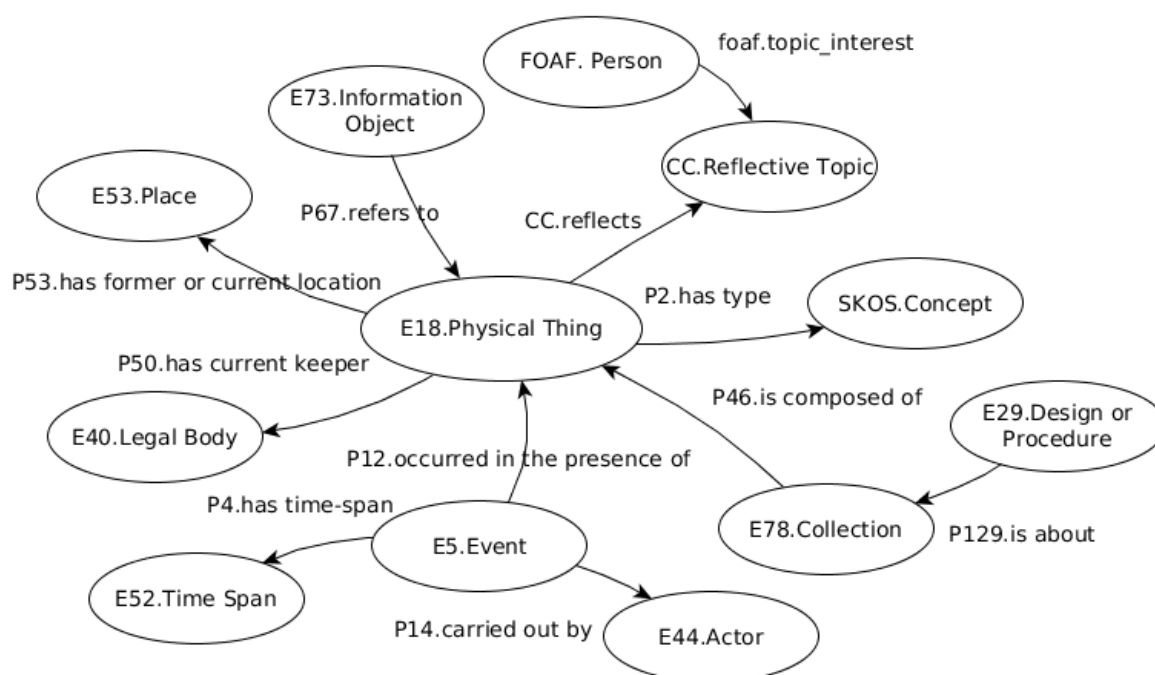 foaf.topic_interest
FOAF. Person
E73.Information
Object
CC.Reflective Topic
E53.Place
P67.refers to
CC.reflects
P53.has former or current location
P2.has type
SKOS.Concept
E18.Physical Thing
P50.has current keeper
P46.is composed of
E29.Design or
Procedure
E40.Legal Body
P12.occurred in the presence of
P4.has time-span
E5.Event
E78.Collection
P129.is about
E52.Time Span
P14.carried out by
E44.Actor